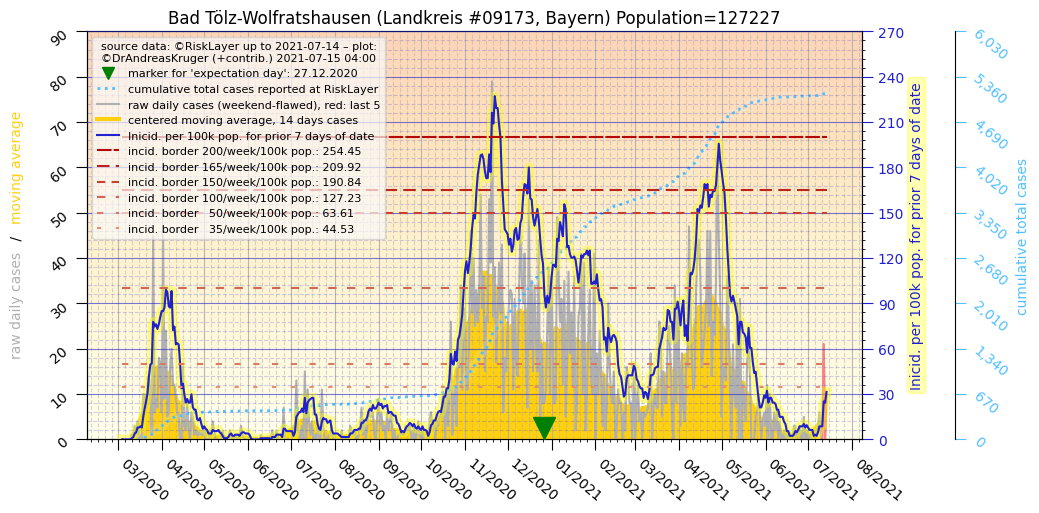 Bad Tölz-Wolfratshausen (Landkreis #09173, Bayern) Population=127227
source data: ©RiskLayer up to 2021-07-14 – plot:
©DrAndreasKruger (+contrib.) 2021-07-15 04:00
marker for 'expectation day': 27.12.2020
cumulative total cases reported at RiskLayer
raw daily cases (weekend-flawed), red: last 5
centered moving average, 14 days cases
Inicid. per 100k pop. for prior 7 days of date
incid. border 200/week/100k pop.: 254.45
incid. border 165/week/100k pop.: 209.92
incid. border 150/week/100k pop.: 190.84
incid. border 100/week/100k pop.: 127.23
incid. border   50/week/100k pop.: 63.61
incid. border   35/week/100k pop.: 44.53
raw daily cases / moving average
90
80
70
60
50
40
30
20
10
0
270
240
210
180
150
120
90
60
30
0
Inicid. per 100k pop. for prior 7 days of date
6,030
5,360
4,690
4,020
3,350
2,680
2,010
1,340
670
0
cumulative total cases
03/2020
04/2020
05/2020
06/2020
07/2020
08/2020
09/2020
10/2020
11/2020
12/2020
01/2021
02/2021
03/2021
04/2021
05/2021
06/2021
07/2021
08/2021